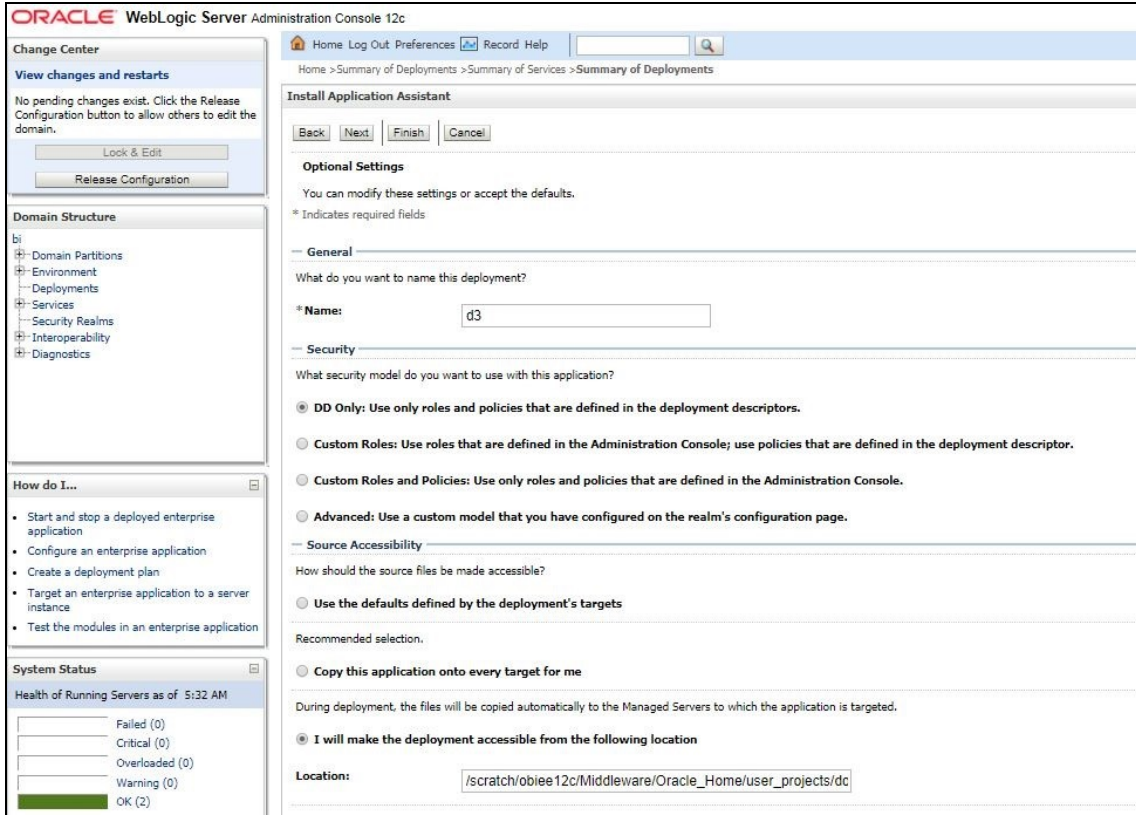 ORACLE WebLogic Server Administration Console 12c
Change Center
View changes and restarts
No pending changes exist. Click the Release
Configuration button to allow others to edit the
domain.
Lock & Edit
Release Configuration
Domain Structure
bi
Domain Partitions
Environment
Deployments
Services
Security Realms
Interoperability
Diagnostics
How do I...
Start and stop a deployed enterprise
application
Configure an enterprise application
Create a deployment plan
Target an enterprise application to a server
instance
Test the modules in an enterprise application
System Status
Health of Running Servers as of 5:32 AM
Failed (0)
Critical (0)
Overloaded (0)
Warning (0)
OK (2)
Home Log Out Preferences Record Help
Home >Summary of Deployments >Summary of Services >Summary of Deployments
Install Application Assistant
Back Next Finish Cancel
Optional Settings
You can modify these settings or accept the defaults.
* Indicates required fields
General
What do you want to name this deployment?
* Name: d3
Security
What security model do you want to use with this application?
DD Only: Use only roles and policies that are defined in the deployment descriptors.
Custom Roles: Use roles that are defined in the Administration Console; use policies that are defined in the deployment descriptor.
Custom Roles and Policies: Use only roles and policies that are defined in the Administration Console.
Advanced: Use a custom model that you have configured on the realm's configuration page.
Source Accessibility
How should the source files be made accessible?
Use the defaults defined by the deployment's targets
Recommended selection.
Copy this application onto every target for me
During deployment, the files will be copied automatically to the Managed Servers to which the application is targeted.
I will make the deployment accessible from the following location
Location: /scratch/obiee12c/Middleware/Oracle_Home/user_projects/dc